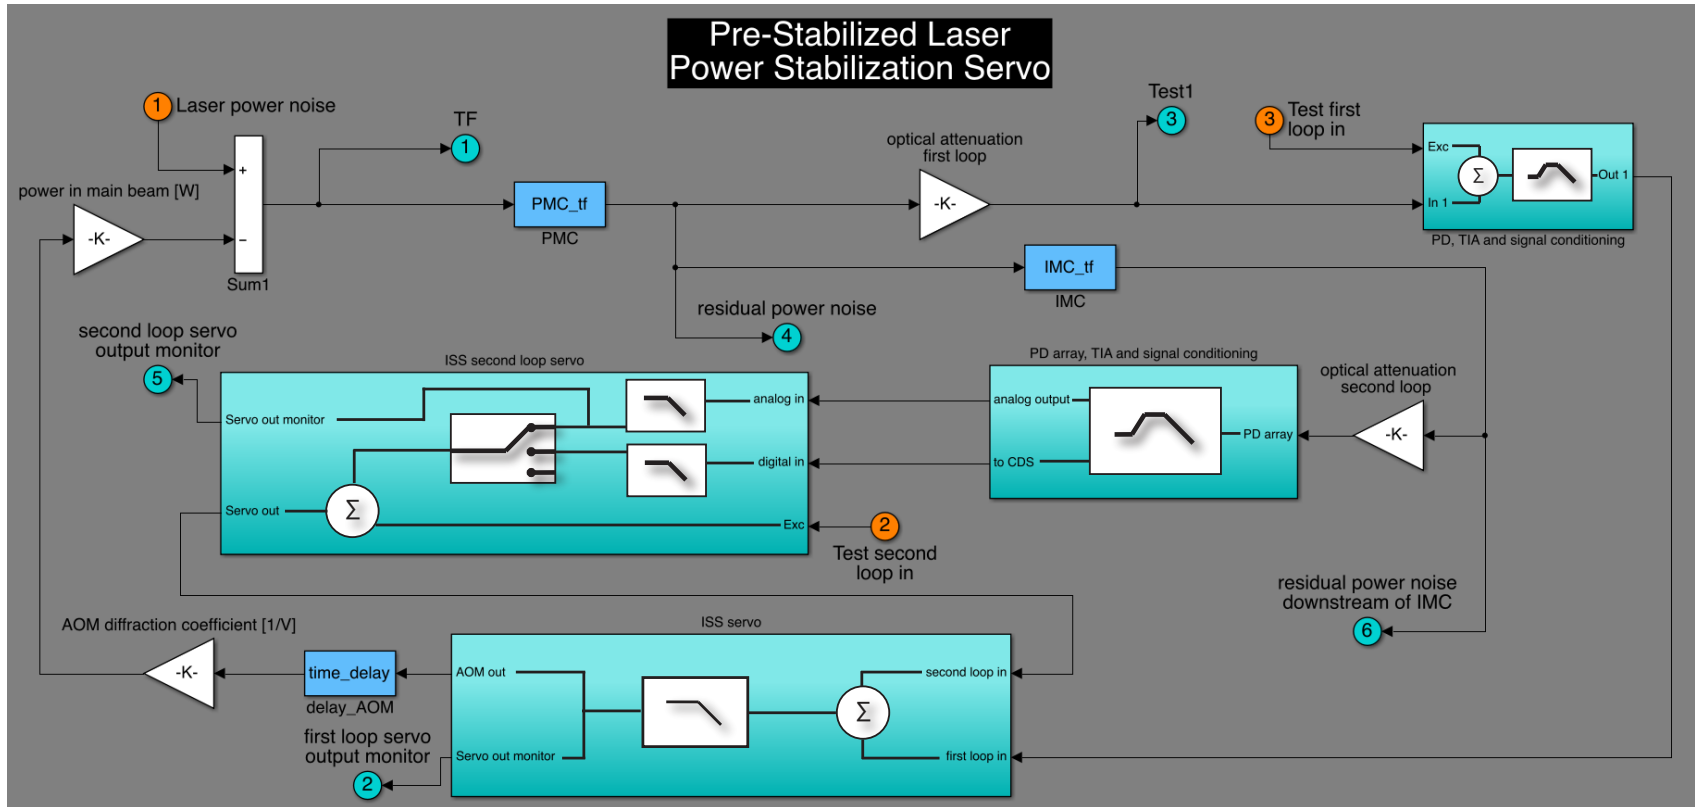 Pre-Stabilized Laser
Power Stabilization Servo
1
Laser power noise
TF
1
Test1
3
3
Test first
loop in
optical attenuation
first loop
-K-
Exc
Σ
In 1
Out 1
PD, TIA and signal conditioning
power in main beam [W]
-K-
+
−
Sum1
PMC_tf
PMC
IMC_tf
IMC
residual power noise
4
second loop servo
output monitor
5
ISS second loop servo
Servo out monitor
analog in
digital in
Servo out
Σ
Exc
2
Test second
loop in
PD array, TIA and signal conditioning
analog output
to CDS
PD array
optical attenuation
second loop
-K-
residual power noise
downstream of IMC
6
AOM diffraction coefficient [1/V]
-K-
time_delay
delay_AOM
ISS servo
AOM out
Servo out monitor
second loop in
Σ
first loop in
first loop servo
output monitor
2